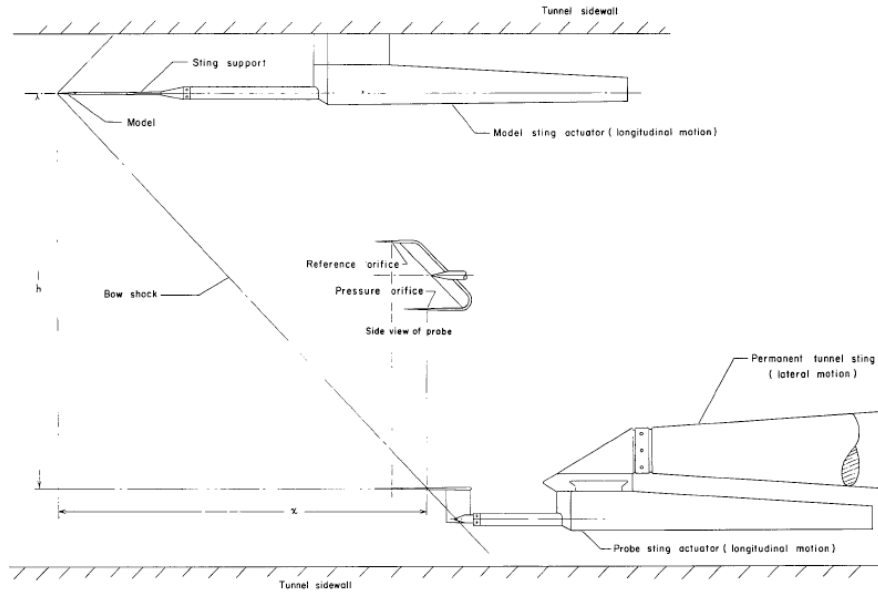 Tunnel sidewall
Sting support
Model
Model sting actuator (longitudinal motion)
h
Reference orifice
Bow shock
Pressure orifice
Side view of probe
Permanent tunnel sting
(lateral motion)
x
Probe sting actuator (longitudinal motion)
Tunnel sidewall